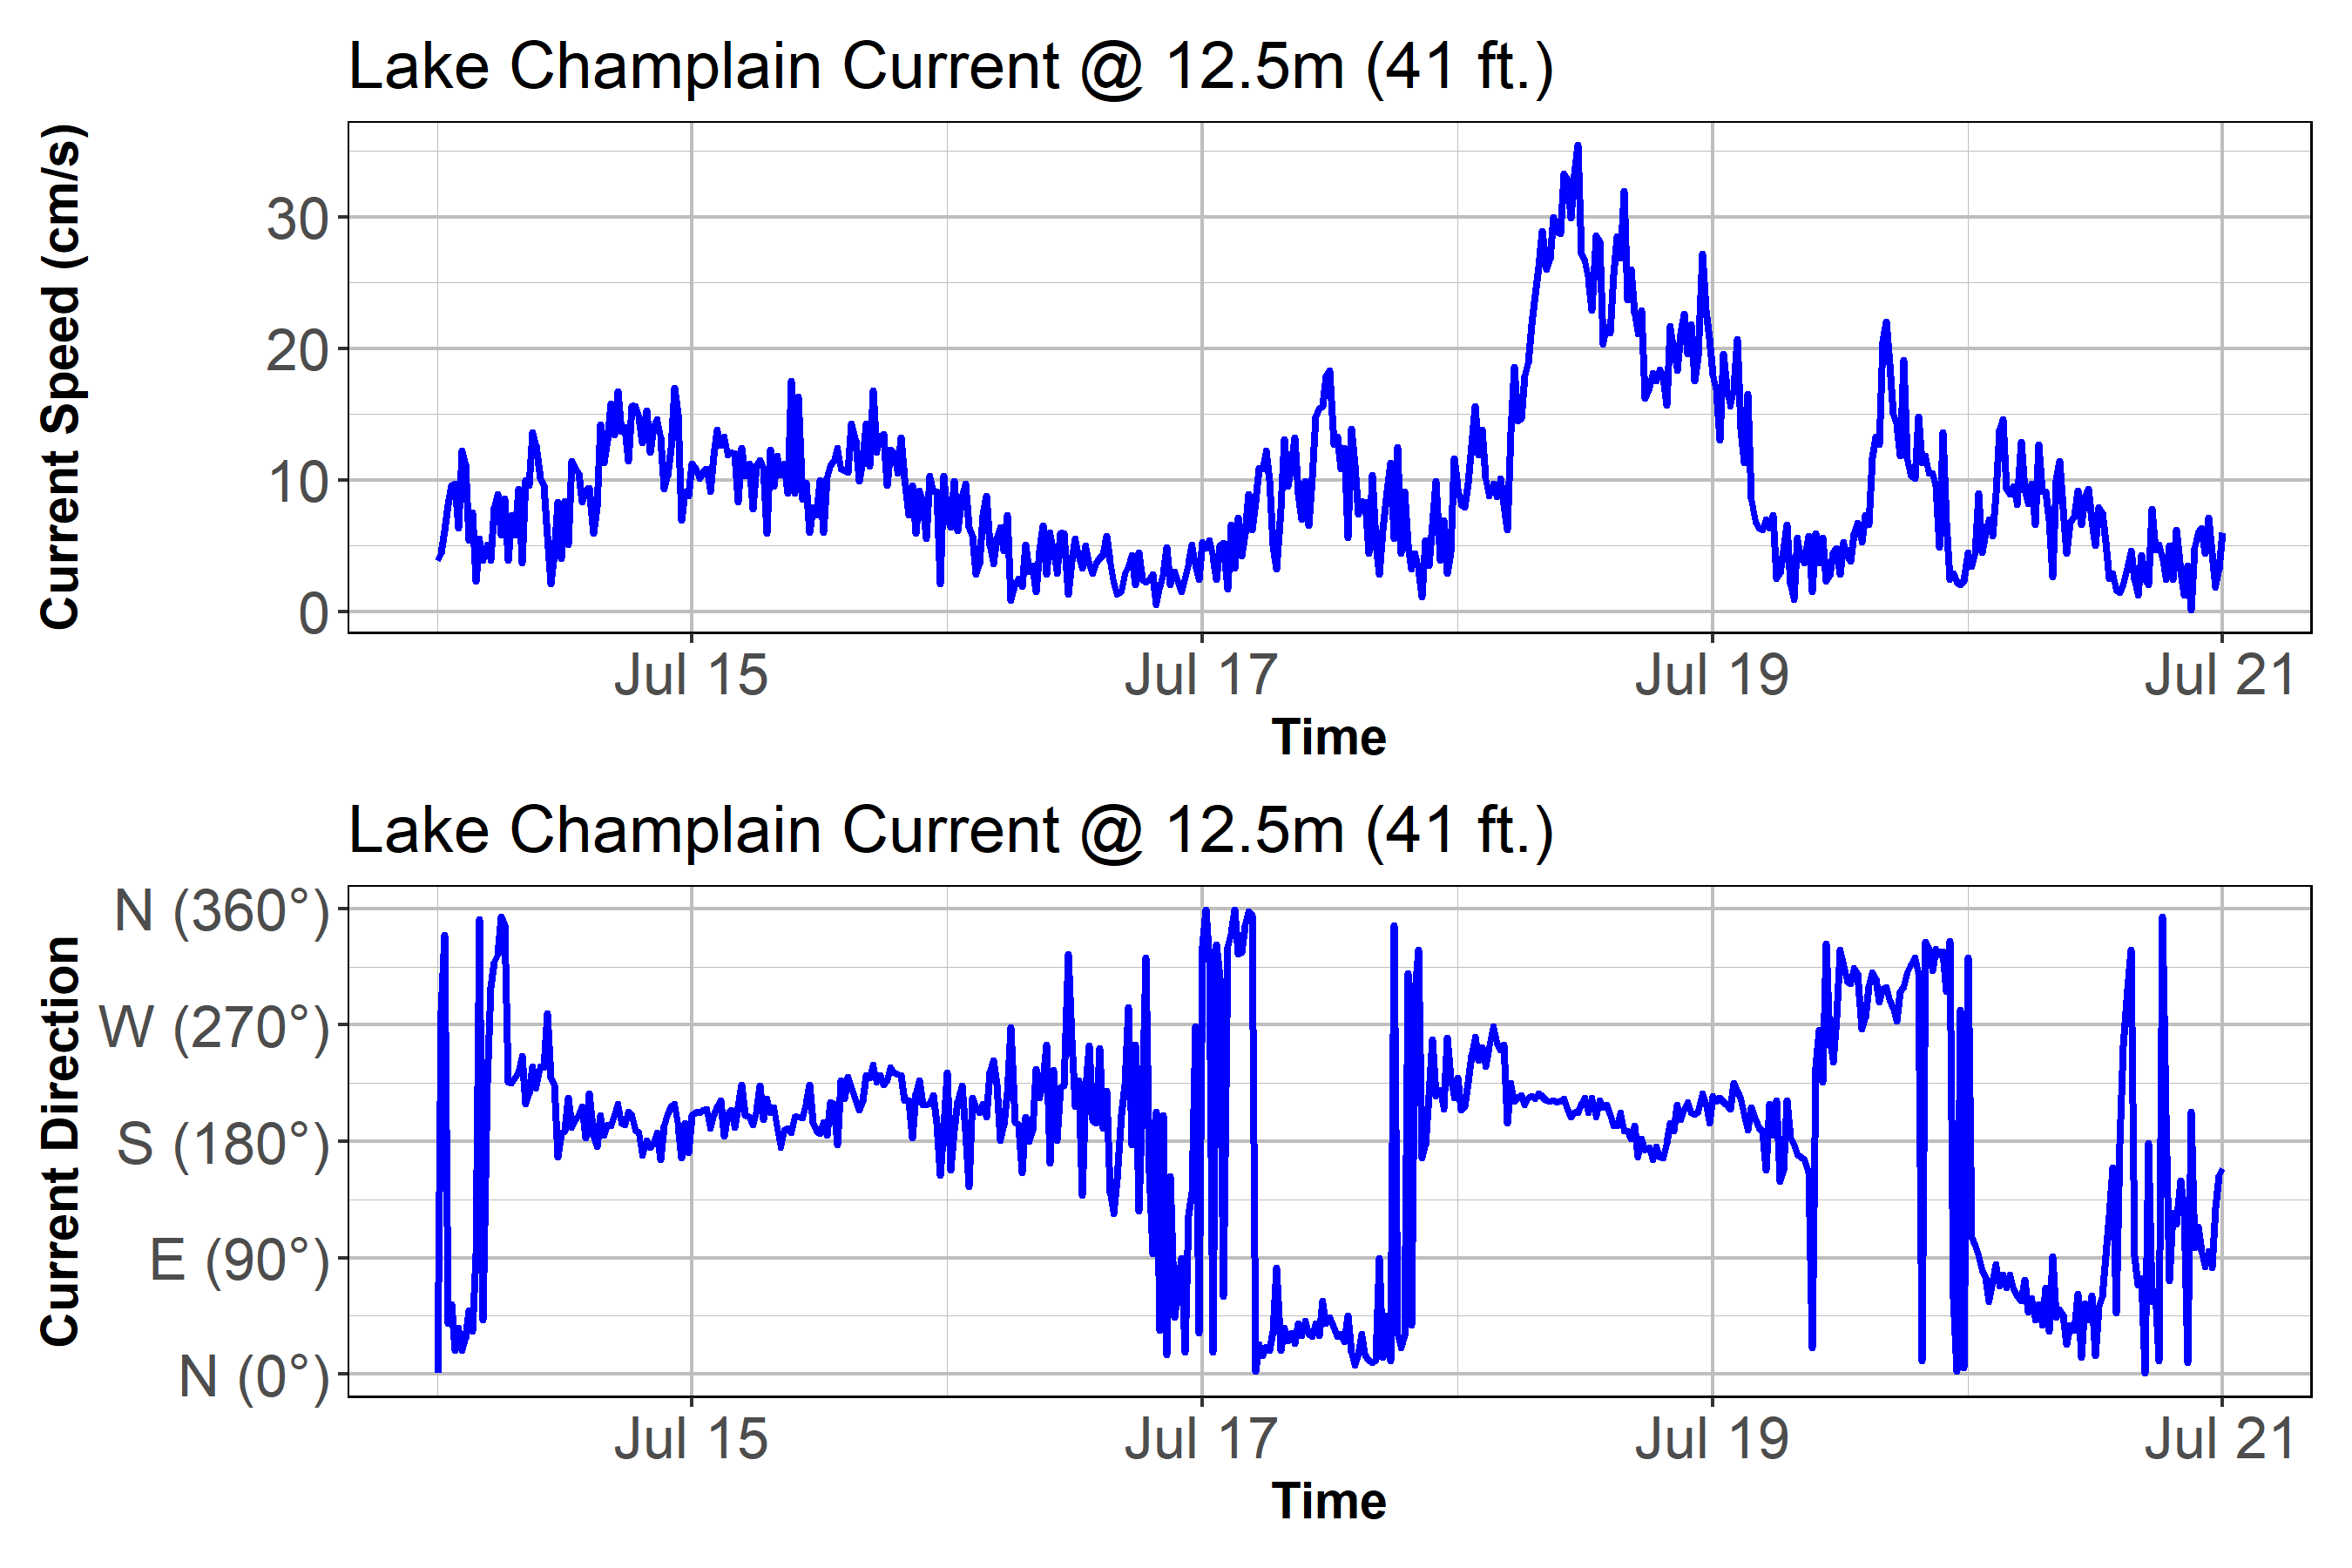 Lake Champlain Current @ 12.5m (41 ft.)
Current Speed (cm/s)
30
20
10
0
Jul 15
Jul 17
Jul 19
Jul 21
Time
Lake Champlain Current @ 12.5m (41 ft.)
Current Direction
N (360°)
W (270°)
S (180°)
E (90°)
N (0°)
Jul 15
Jul 17
Jul 19
Jul 21
Time